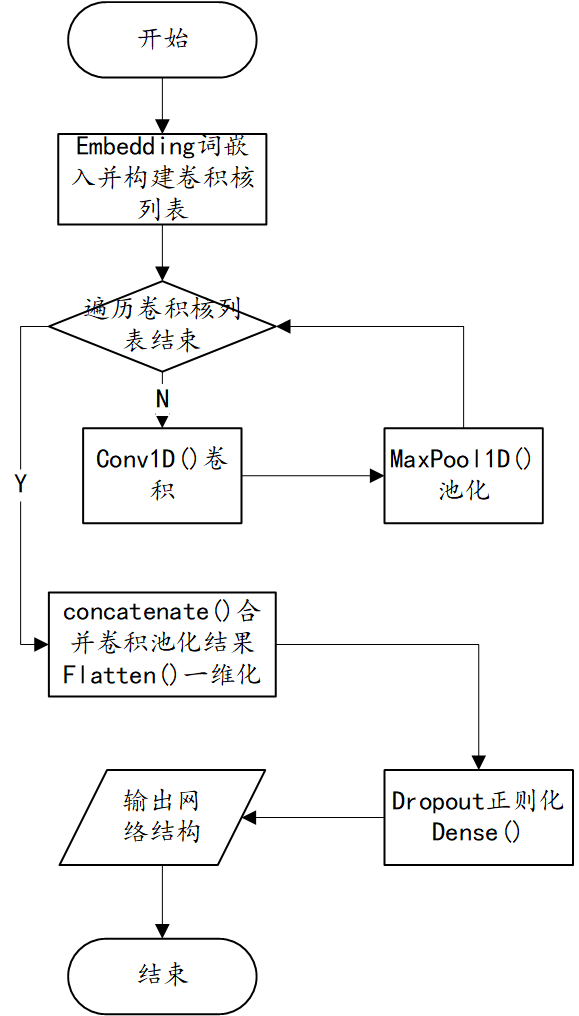 开始
Embedding词嵌
入并构建卷积核
列表
遍历卷积核列
表结束
N
Conv1D()卷
积
MaxPool1D()
池化
Y
concatenate()合
并卷积池化结果
Flatten()一维化
Dropout正则化
Dense()
输出网
络结构
结束